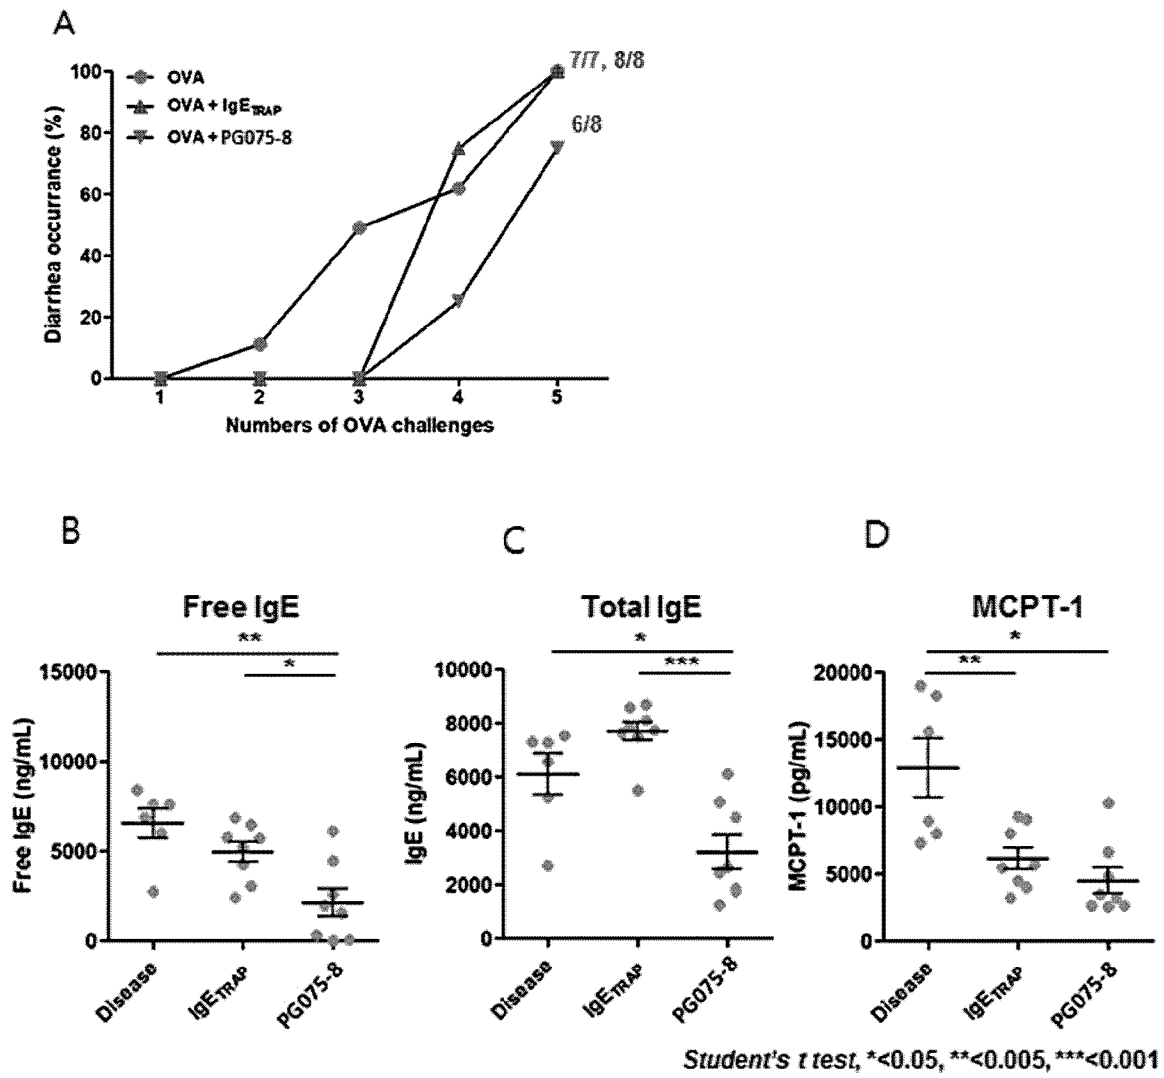 A
7/7, 8/8
6/8
OVA
OVA + IgETRAP
OVA + PG075-8
Diarrhea occurrance (%)
100
80
60
40
20
0
1 2 3 4 5
Numbers of OVA challenges
B
Free IgE
**
*
Free IgE (ng/mL)
15000
10000
5000
0
Disease
IgETRAP
PG075-8
C
Total IgE
*
***
IgE (ng/mL)
10000
8000
6000
4000
2000
0
Disease
IgETRAP
PG075-8
D
MCPT-1
*
**
MCPT-1 (pg/mL)
20000
15000
10000
5000
0
Disease
IgETRAP
PG075-8
Student's t test, *<0.05, **<0.005, ***<0.001